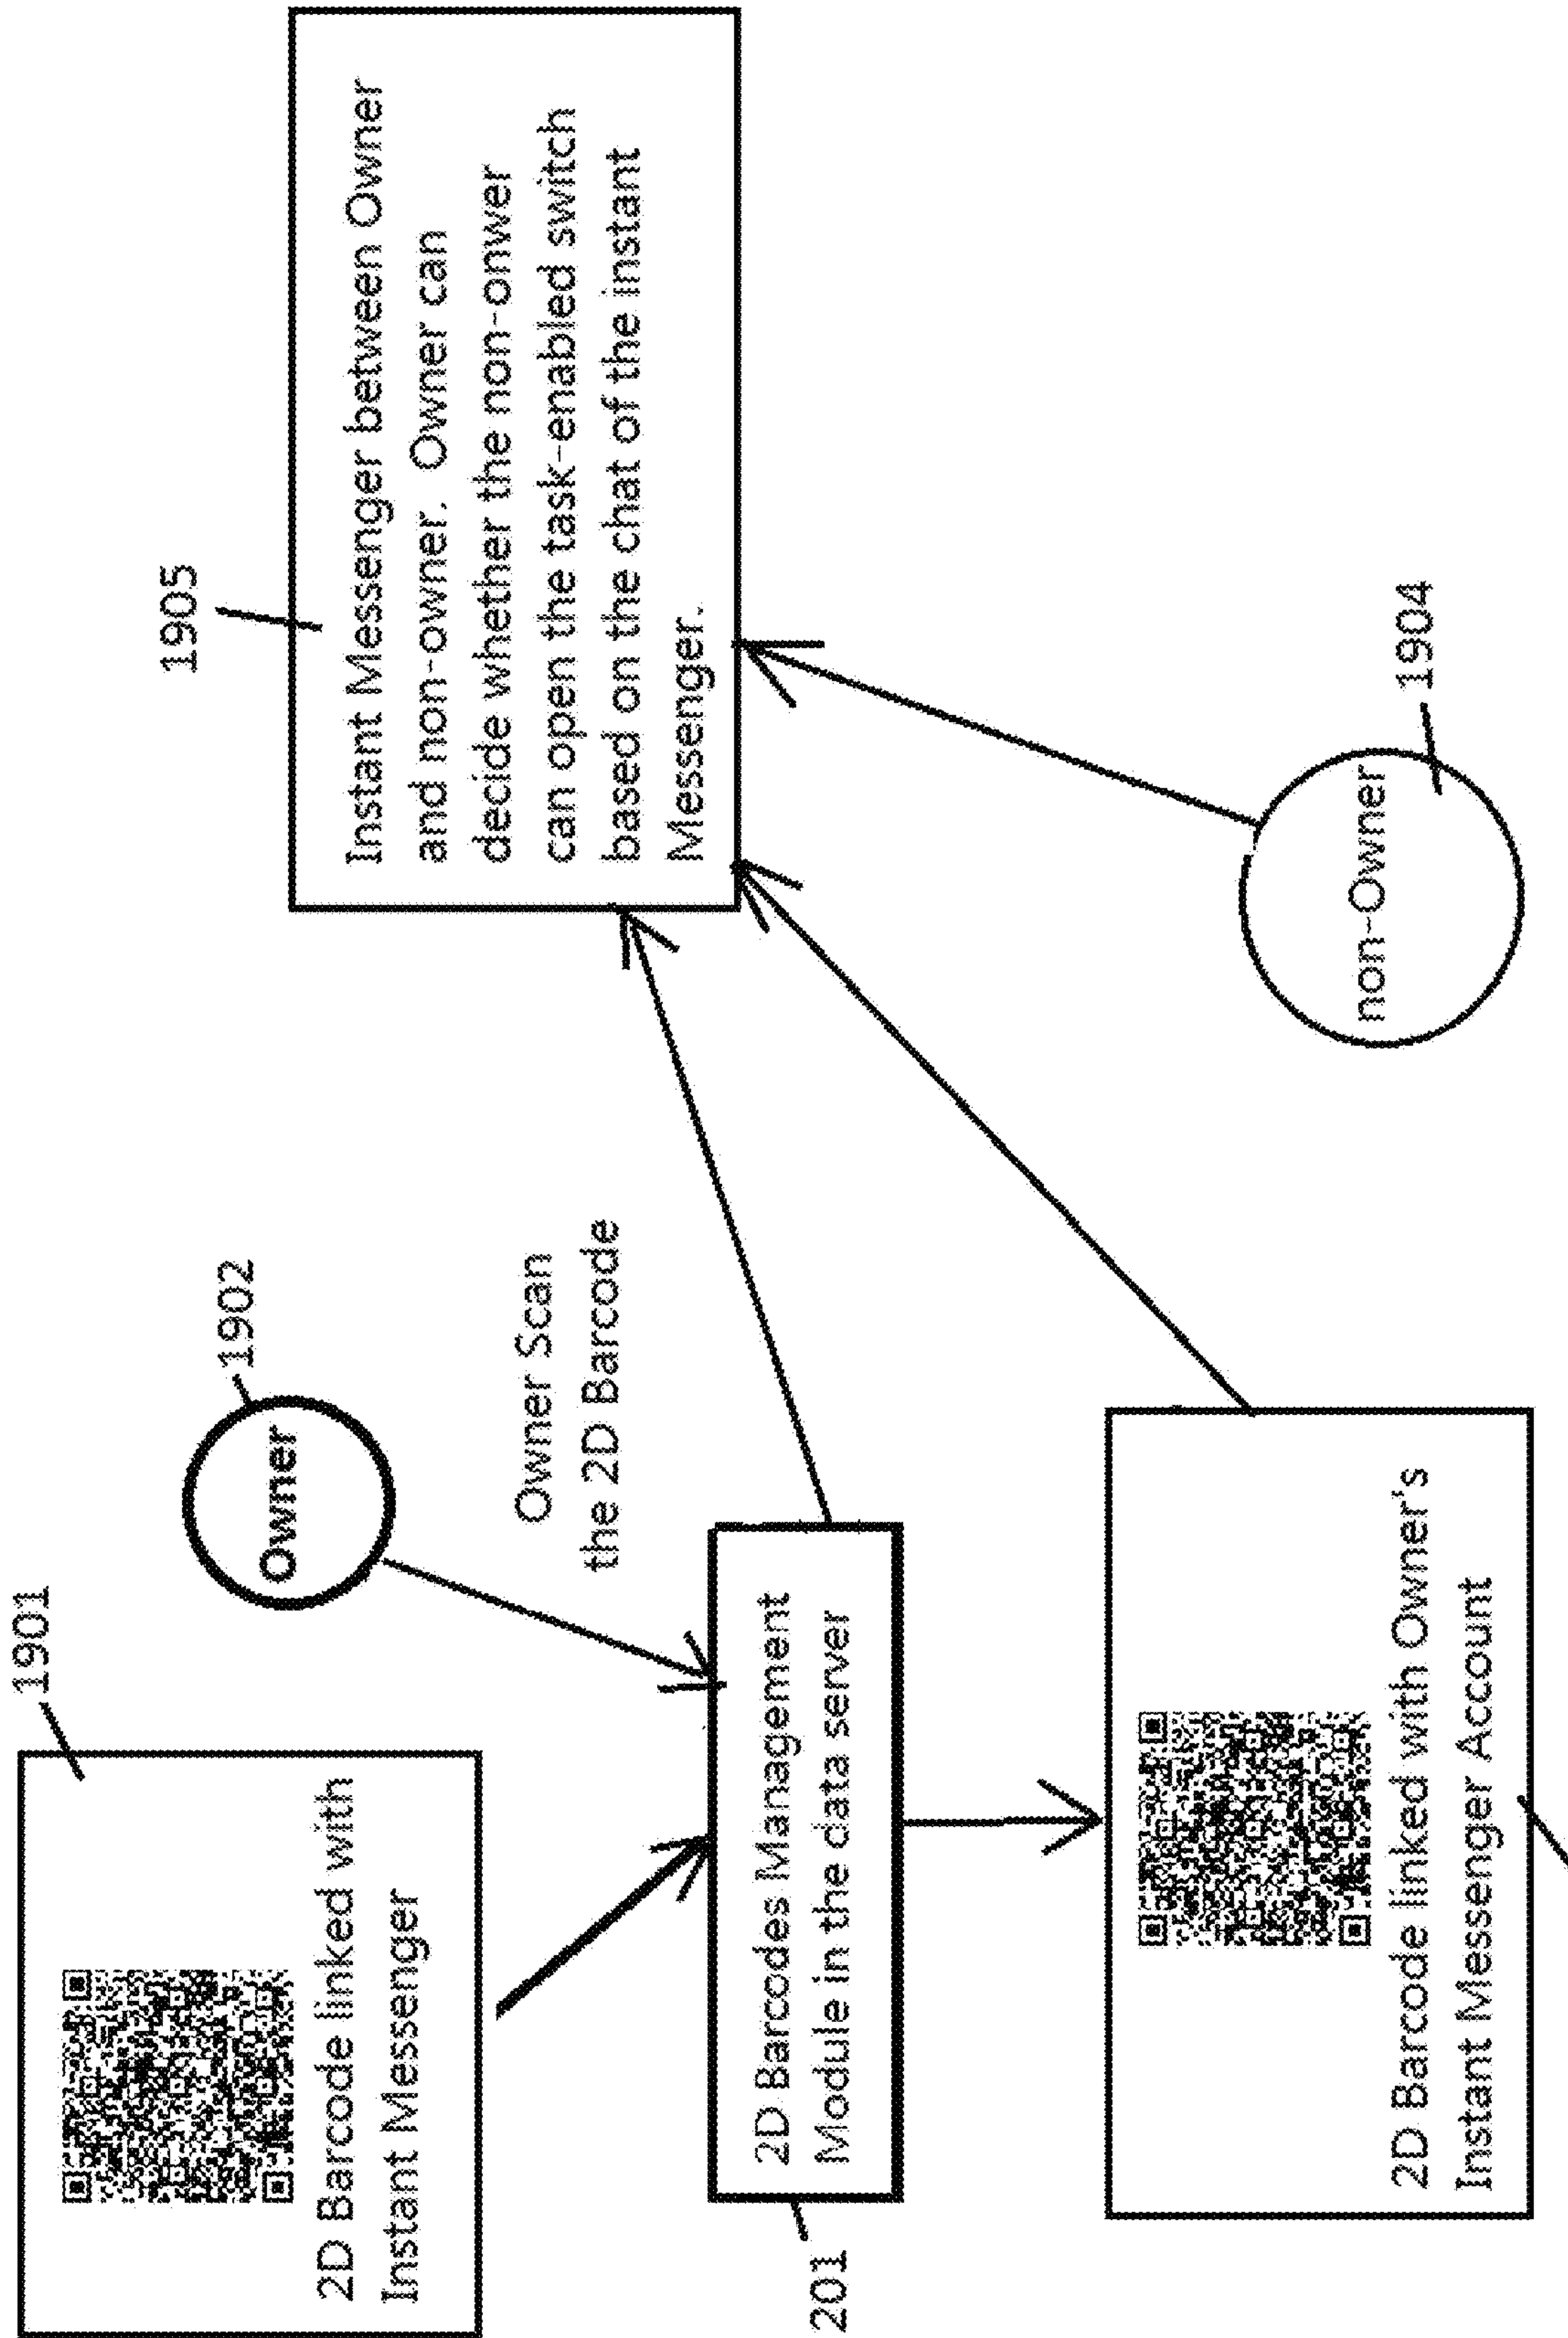 1901
2D Barcode linked with
Instant Messenger
Owner
1902
Owner Scan
the 2D Barcode
1905
Instant Messenger between Owner
and non-owner. Owner can
decide whether the non-onwer
can open the task-enabled switch
based on the chat of the instant
Messenger.
2D Barcodes Management
Module in the data server
201
2D Barcode linked with Owner's
Instant Messenger Account
non-Owner
1904